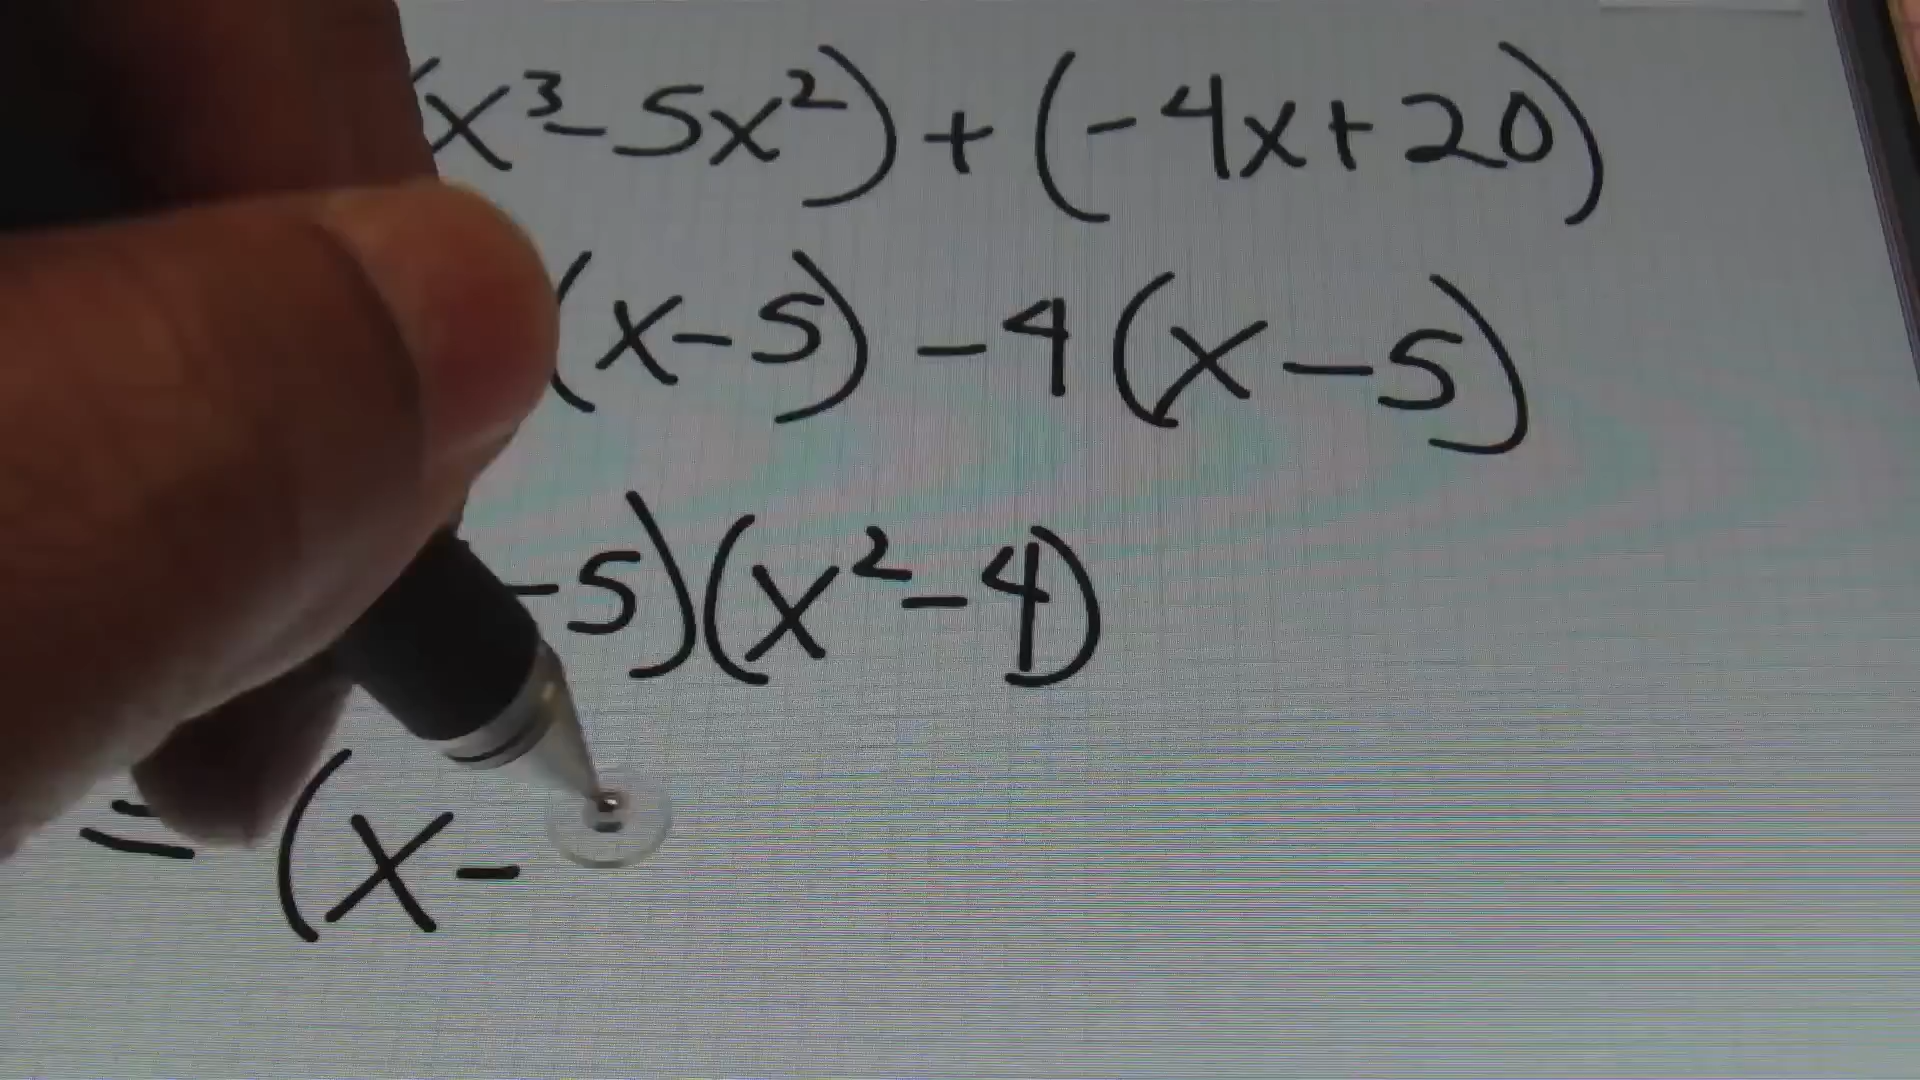 (x³-5x²)+(-4x+20)
(x-5)-4(x-5)
-5)(x²-4)
=(x-